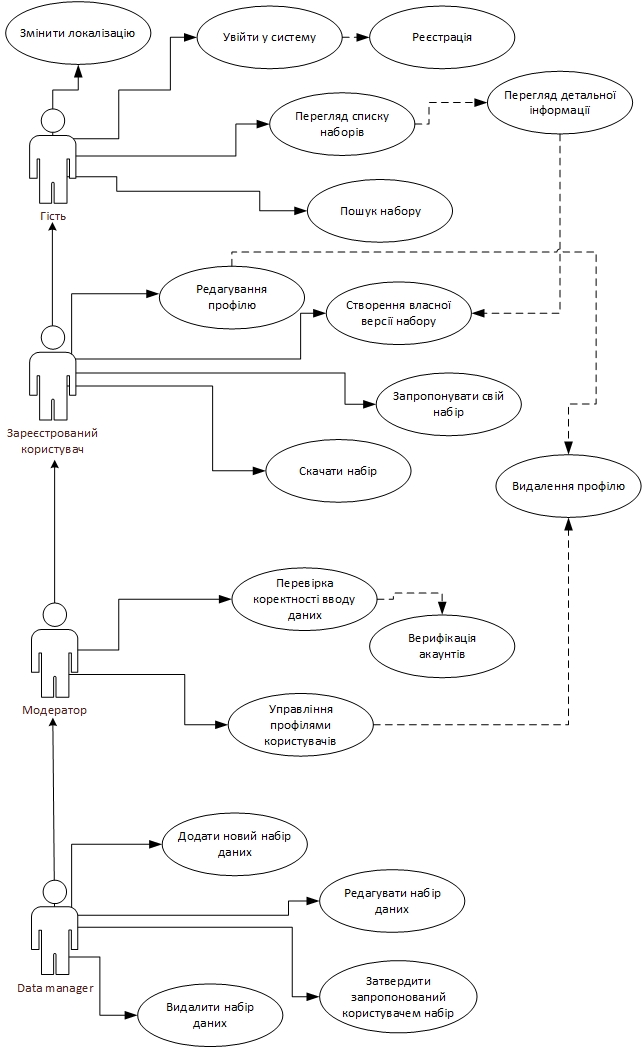 Змінити локалізацію
Увійти у систему
Реєстрація
Перегляд детальної
інформації
Перегляд списку
наборів
Пошук набору
Гість
Редагування
профілю
Створення власної
версії набору
Запропонувати свій
набір
Зареєстрований
користувач
Скачати набір
Видалення профілю
Перевірка
коректності вводу
даних
Верифікація
акаунтів
Модератор
Управління
профілями
користувачів
Додати новий набір
даних
Редагувати набір
даних
Data manager
Затвердити
запропонований
користувачем набір
Видалити набір
даних